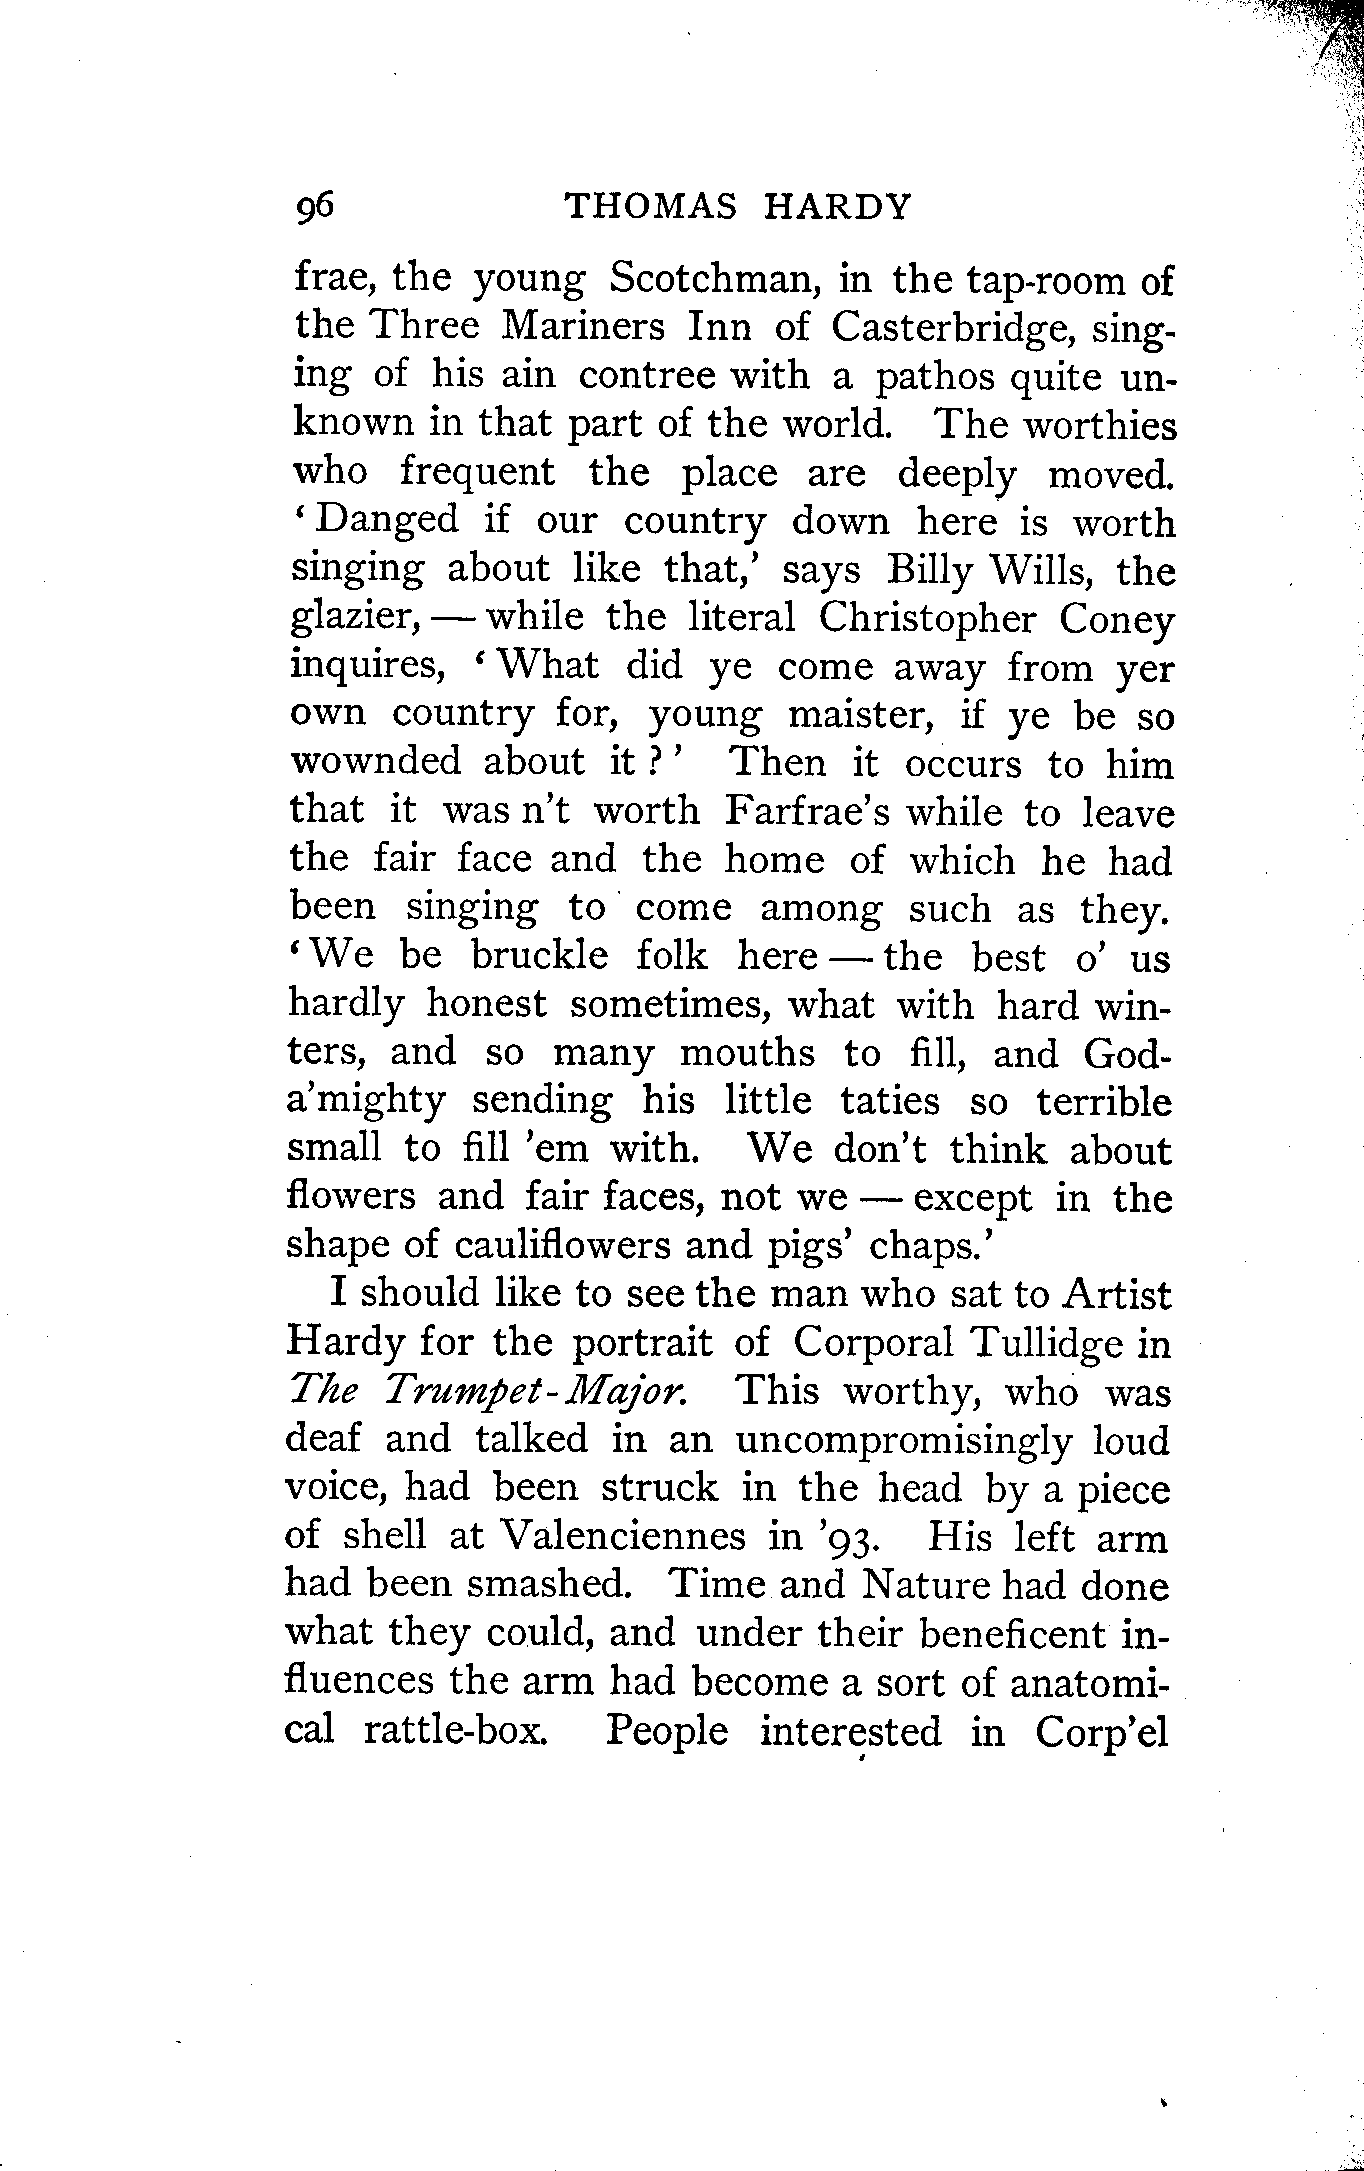 96 THOMAS HARDY
frae, the young Scotchman, in the tap-room of
the Three Mariners Inn of Casterbridge, sing-
ing of his ain contree with a pathos quite un-
known in that part of the world. The worthies
who frequent the place are deeply moved.
‘Danged if our country down here is worth
singing about like that,’ says Billy Wills, the
glazier, — while the literal Christopher Coney
inquires, ‘What did ye come away from yer
own country for, young maister, if ye be so
wownded about it?’ Then it occurs to him
that it was n't worth Farfrae's while to leave
the fair face and the home of which he had
been singing to come among such as they.
‘We be bruckle folk here — the best o’ us
hardly honest sometimes, what with hard win-
ters, and so many mouths to fill, and God-
a’mighty sending his little taties so terrible
small to fill ’em with. We don't think about
flowers and fair faces, not we — except in the
shape of cauliflowers and pigs’ chaps.’
I should like to see the man who sat to Artist
Hardy for the portrait of Corporal Tullidge in
The Trumpet-Major. This worthy, who was
deaf and talked in an uncompromisingly loud
voice, had been struck in the head by a piece
of shell at Valenciennes in ’93. His left arm
had been smashed. Time and Nature had done
what they could, and under their beneficent in-
fluences the arm had become a sort of anatomi-
cal rattle-box. People interested in Corp’el